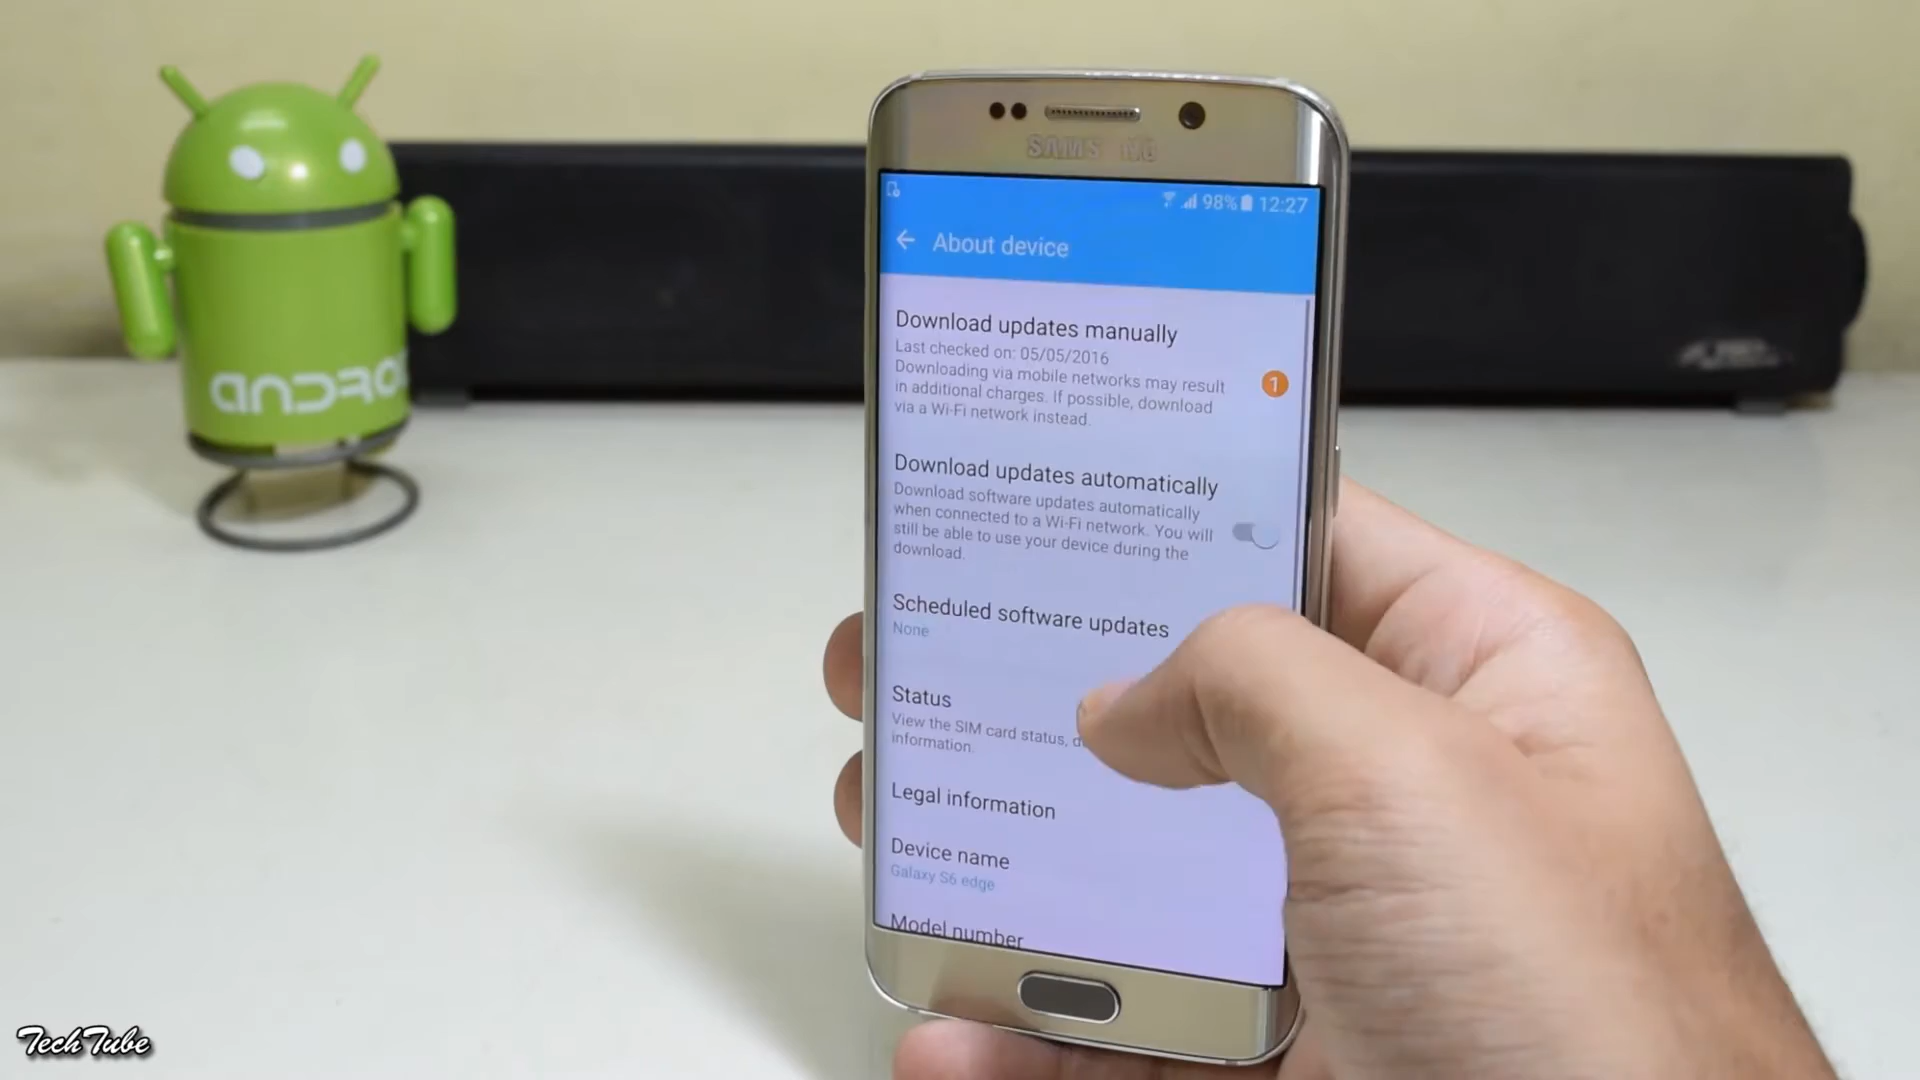 SAMSUNG
98% 12:27
About device
Download updates manually
Last checked on: 05/05/2016
Downloading via mobile networks may result
in additional charges. If possible, download
via a Wi-Fi network instead.
1
Download updates automatically
Download software updates automatically
when connected to a Wi-Fi network. You will
still be able to use your device during the
download.
Scheduled software updates
None
Status
View the SIM card status,
information.
Legal information
Device name
Galaxy S6 edge
Model number
ANDRO
TechTube